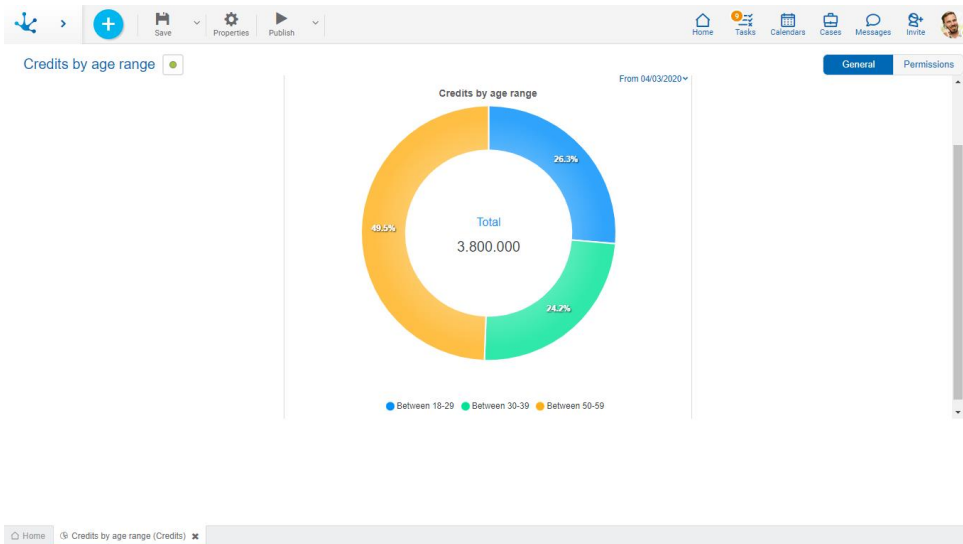 Save
Properties
Publish
Home
9
Tasks
Calendars
Cases
Messages
Invite
Credits by age range
General
Permissions
From 04/03/2020
Credits by age range
26.3%
49.5%
Total
3.800.000
24.2%
Between 18-29 Between 30-39 Between 50-59
Home
Credits by age range (Credits)